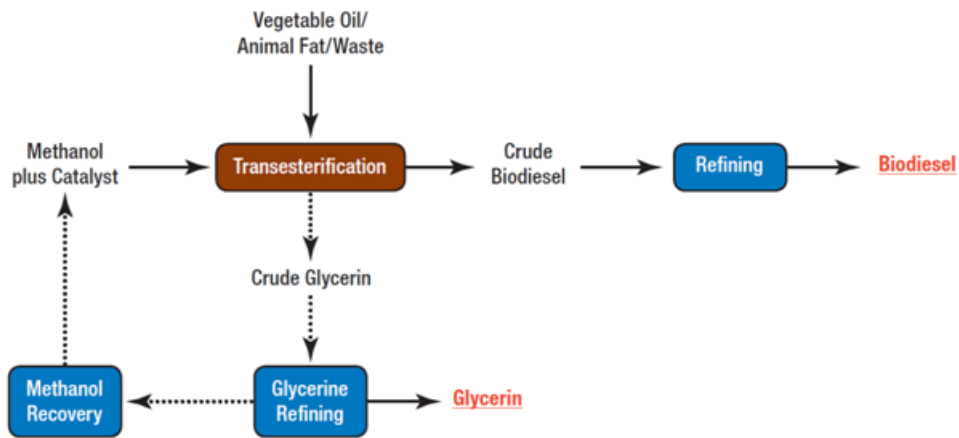 Vegetable Oil/
Animal Fat/Waste
Methanol
plus Catalyst
Transesterification
Crude
Biodiesel
Refining
Biodiesel
Crude Glycerin
Methanol
Recovery
Glycerine
Refining
Glycerin